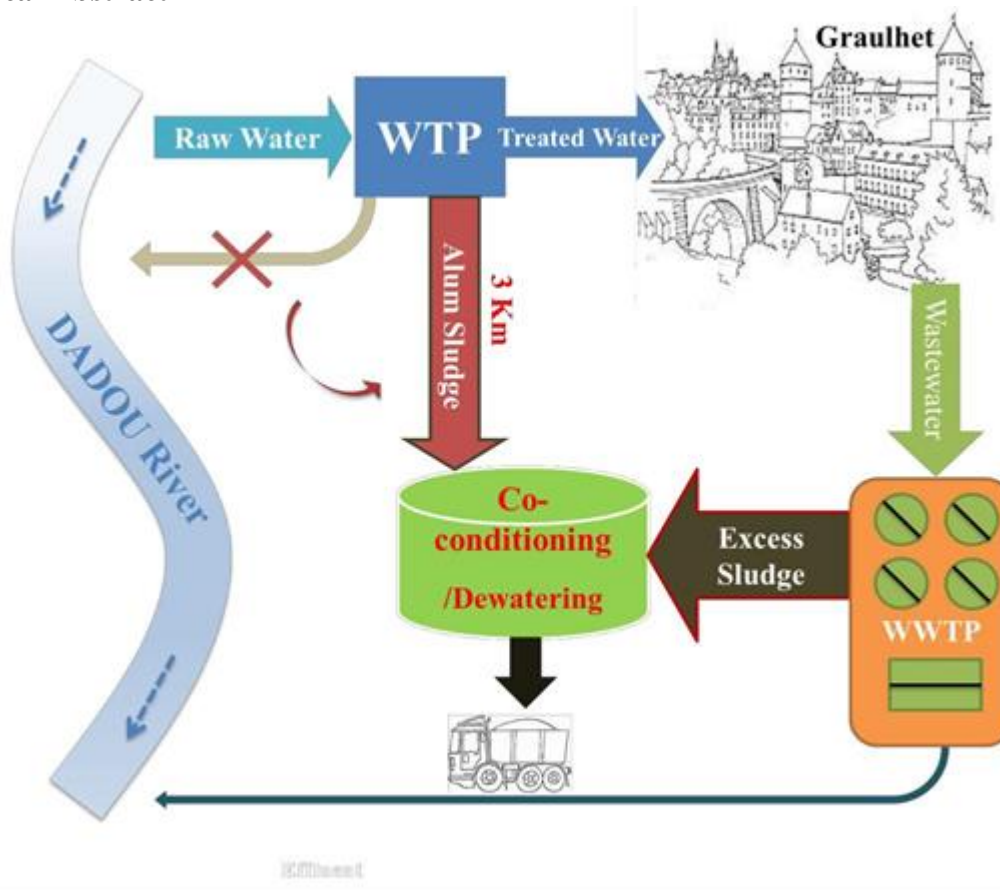 Graulhet
Raw Water
WTP
Treated Water
Alum Sludge
3 Km
DADOU River
Wastewater
Co-
conditioning
/Dewatering
Excess
Sludge
WWTP
Effluent